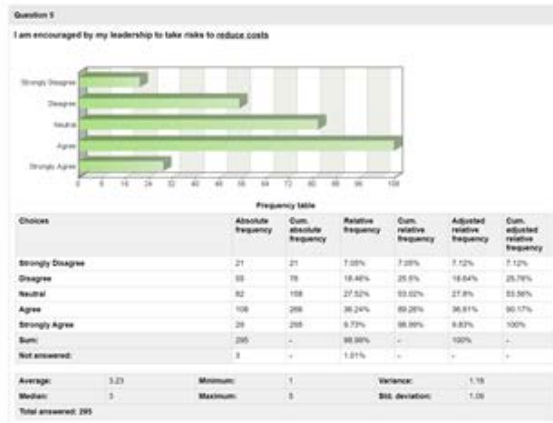 Question 5
I am encouraged by my leadership to take risks to reduce costs
Strongly Disagree
Disagree
Neutral
Agree
Strongly Agree
0 8 16 24 32 40 48 56 64 72 80 88 96 108
Frequency table
Choices Absolute frequency Cum. absolute frequency Relative frequency Cum. relative frequency Adjusted relative frequency Cum. adjusted relative frequency
Strongly Disagree 21 21 7.05% 7.05% 7.12% 7.12%
Disagree 55 76 18.46% 25.5% 18.64% 25.76%
Neutral 82 158 27.52% 53.02% 27.8% 53.56%
Agree 108 266 36.24% 89.26% 36.61% 90.17%
Strongly Agree 29 295 9.73% 98.99% 9.83% 100%
Sum: 295 - 98.99% - 100% -
Not answered: 3 - 1.01% - - -
Average: 3.23 Minimum: 1 Variance: 1.18
Median: 3 Maximum: 5 Std. deviation: 1.09
Total answered: 295